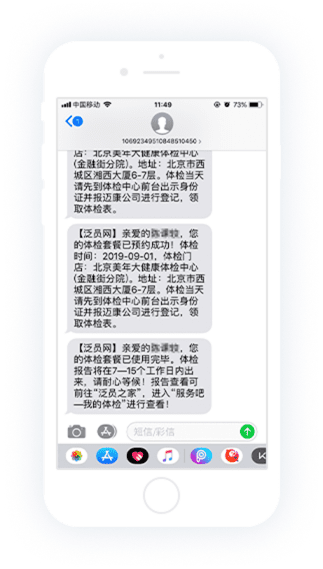 中国移动
11:49
73%
1
10692349510848510450 >
店：北京美年大健康体检中心
(金融街分院)。地址：北京市西
城区湘西大厦6-7层。体检当天
请先到体检中心前台出示身份
证并报迈康公司进行登记，领
取体检表。
【泛员网】亲爱的
，您
的体检套餐已预约成功！体检
时间：2019-09-01，体检门
店：北京美年大健康体检中心
(金融街分院)。地址：北京市西
城区湘西大厦6-7层。体检当天
请先到体检中心前台出示身份
证并报迈康公司进行登记，领
取体检表。
【泛员网】亲爱的
，您
的体检套餐已使用完毕。体检
报告将在7—15个工作日内出
来，请耐心等候！报告查看可
前往“泛员之家”，进入“服务吧
—我的体检”进行查看！
短信/彩信